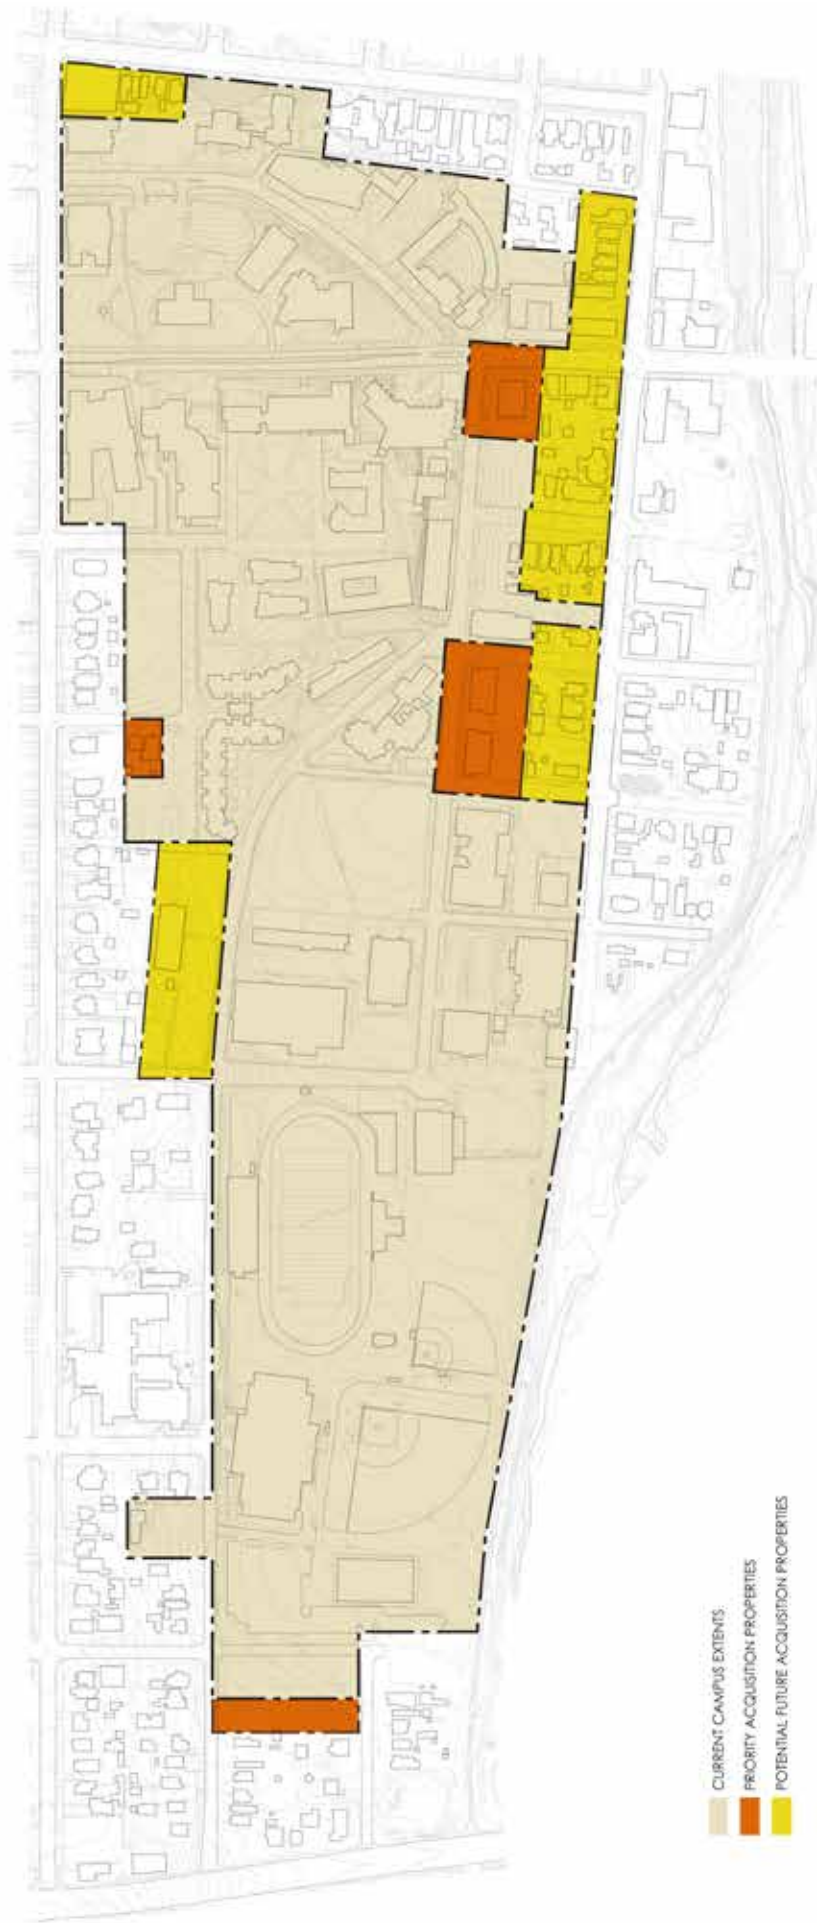 CURRENT CAMPUS EXTENTS
PRIORITY ACQUISITION PROPERTIES
POTENTIAL FUTURE ACQUISITION PROPERTIES